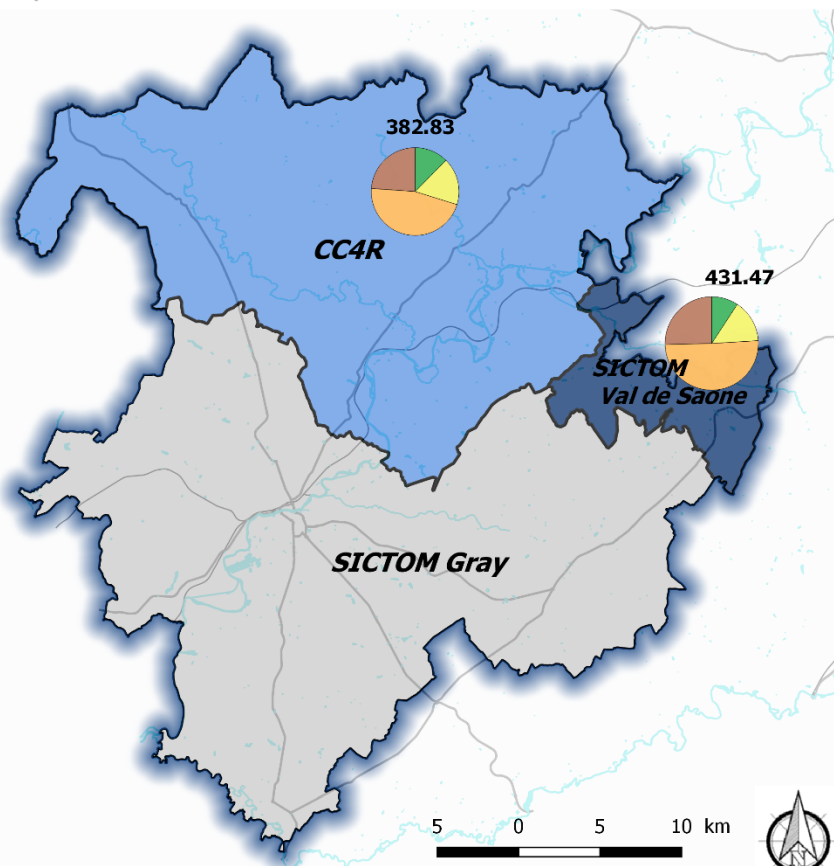 382.83
CC4R
431.47
SICTOM
Val de Saone
SICTOM Gray
5 0 5 10 km
N